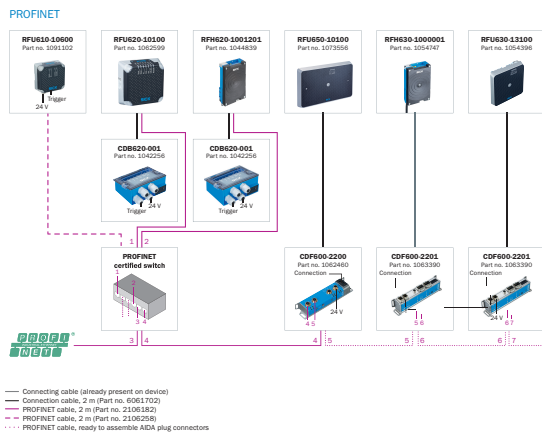 PROFINET
RFU610-10600
Part no. 1091102
Trigger
24 V
RFU620-10100
Part no. 1062599
RFH620-1001201
Part no. 1044839
RFU650-10100
Part no. 1073556
RFH630-1000001
Part no. 1054747
RFU630-13100
Part no. 1054396
CDB620-001
Part no. 1042256
24 V
Trigger
CDB620-001
Part no. 1042256
24 V
Trigger
1 2
PROFINET
certified switch
1
2
3 4
CDF600-2200
Part no. 1062460
Connection
24 V
4 5
CDF600-2201
Part no. 1063390
Connection
5 6
CDF600-2201
Part no. 1063390
Connection
24 V
6 7
PROFI
NET
®
3 4
4 5
5 6
6 7
Connecting cable (already present on device)
Connection cable, 2 m (Part no. 6061702)
PROFINET cable, 2 m (Part no. 2106182)
PROFINET cable, 2 m (Part no. 2106258)
PROFINET cable, ready to assemble AIDA plug connectors